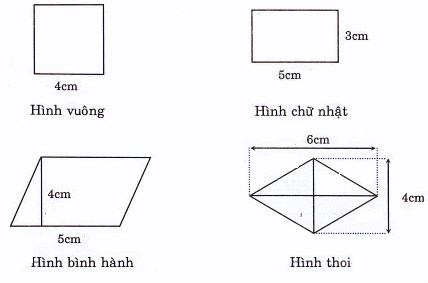 4cm
Hình vuông
3cm
5cm
Hình chữ nhật
4cm
5cm
Hình bình hành
6cm
4cm
Hình thoi